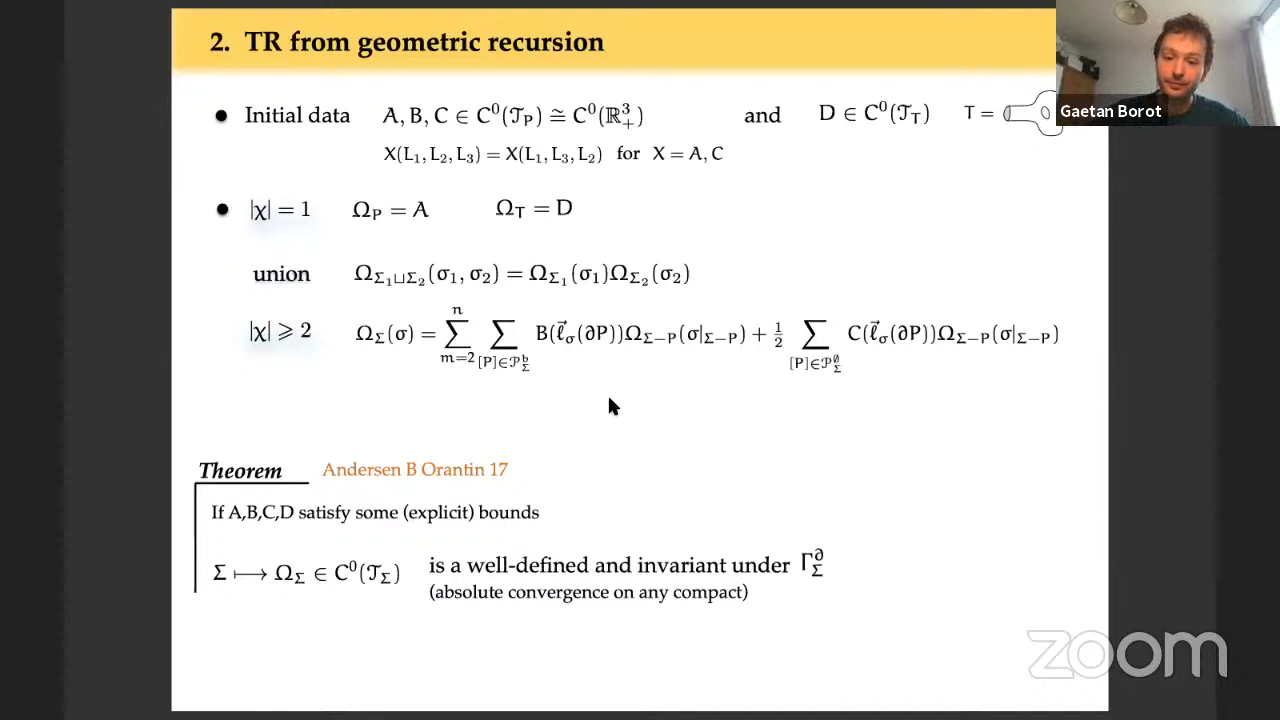 2. TR from geometric recursion
Gaetan Borot
• Initial data A, B, C ∈ C⁰(𝒯_P) ≅ C⁰(ℝ³₊) and D ∈ C⁰(𝒯_T) T =
X(L₁, L₂, L₃) = X(L₁, L₃, L₂) for X = A, C
• |χ| = 1 Ω_P = A Ω_T = D
union Ω_{Σ₁⊔Σ₂}(σ₁, σ₂) = Ω_{Σ₁}(σ₁)Ω_{Σ₂}(σ₂)
|χ| ⩾ 2 Ω_Σ(σ) = ∑_{m=2}^{n} ∑_{[P]∈𝒫_Σ^b} B(ℓ⃗_σ(∂P))Ω_{Σ−P}(σ|_{Σ−P}) + ½ ∑_{[P]∈𝒫_Σ^∅} C(ℓ⃗_σ(∂P))Ω_{Σ−P}(σ|_{Σ−P})
Theorem Andersen B Orantin 17
If A,B,C,D satisfy some (explicit) bounds
Σ ⟼ Ω_Σ ∈ C⁰(𝒯_Σ) is a well-defined and invariant under Γ_Σ^∂
(absolute convergence on any compact)
zoom